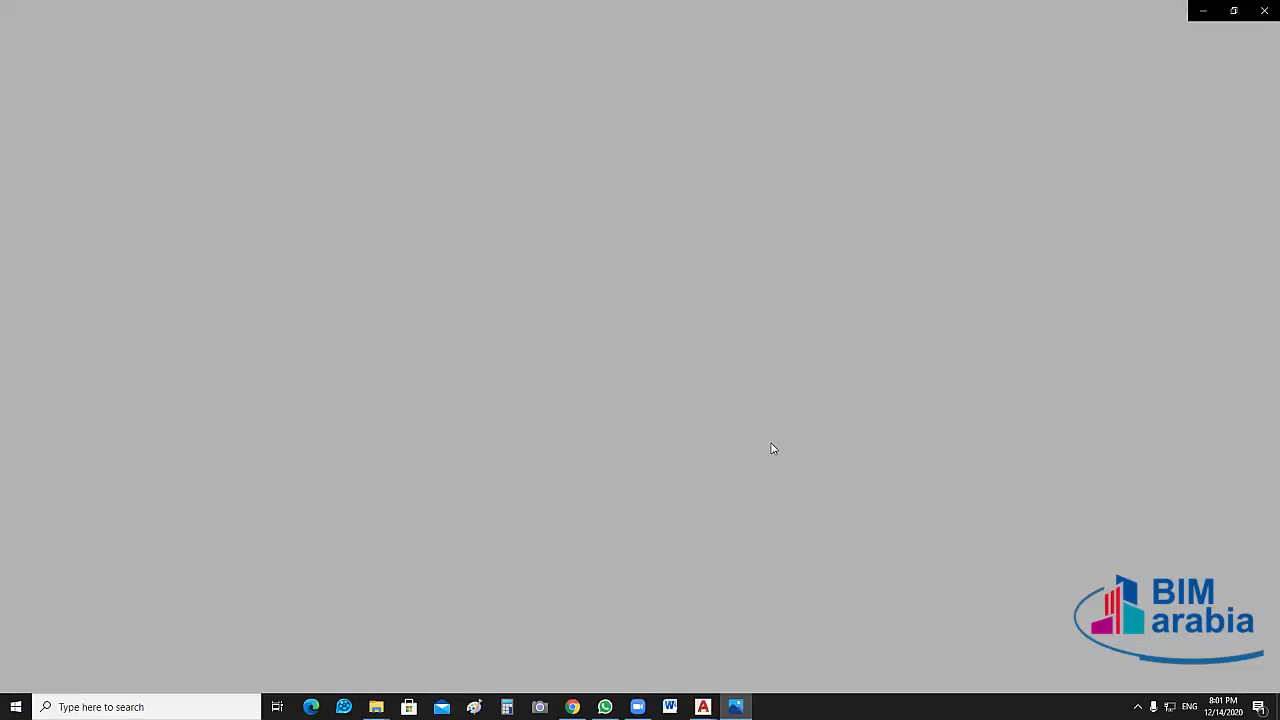 BIM
arabia
Type here to search
ENG
8:01 PM
12/14/2020